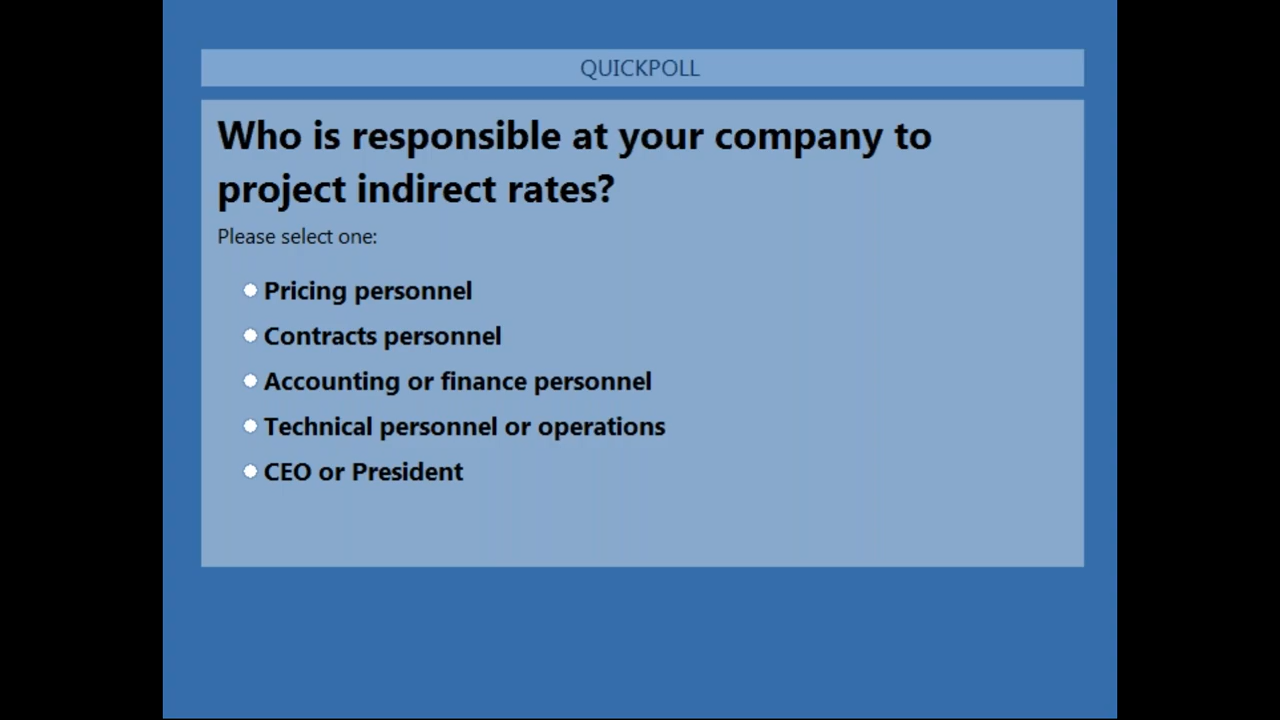 QUICKPOLL
Who is responsible at your company to
project indirect rates?
Please select one:
Pricing personnel
Contracts personnel
Accounting or finance personnel
Technical personnel or operations
CEO or President